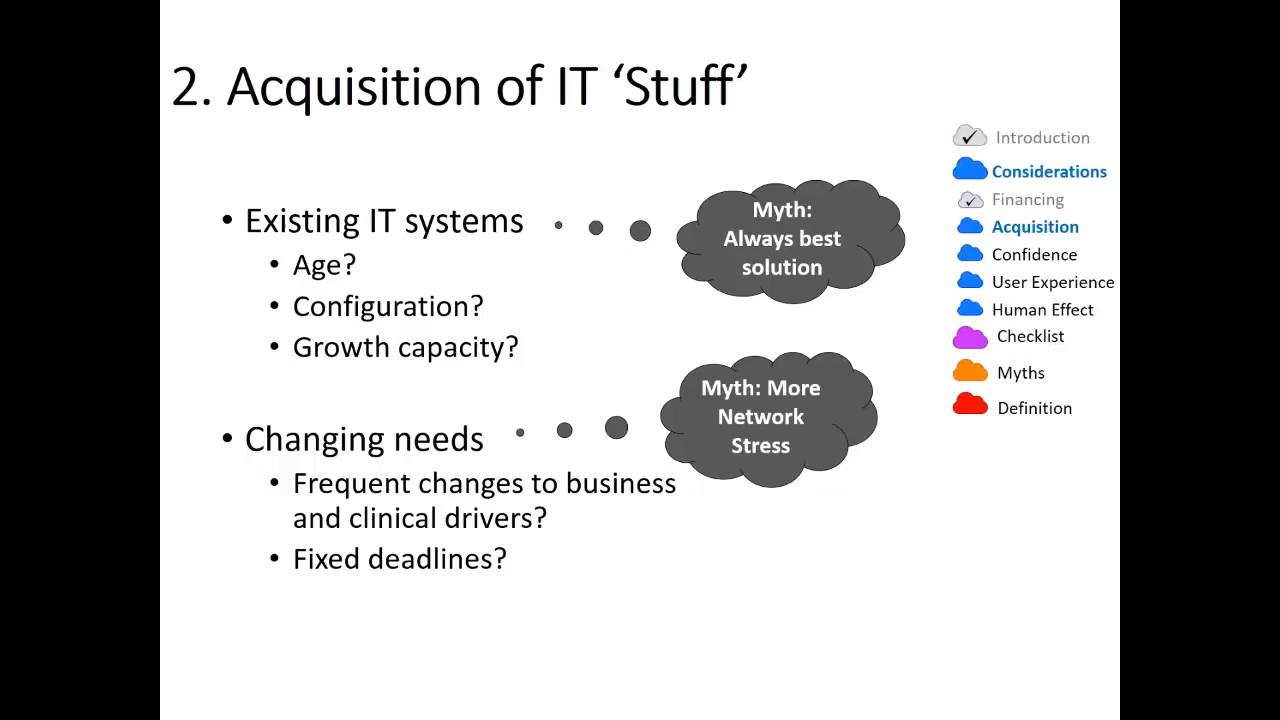 2. Acquisition of IT ‘Stuff’
• Existing IT systems
• Age?
• Configuration?
• Growth capacity?
Myth:
Always best
solution
• Changing needs
• Frequent changes to business
and clinical drivers?
• Fixed deadlines?
Myth: More
Network
Stress
Introduction
Considerations
Financing
Acquisition
Confidence
User Experience
Human Effect
Checklist
Myths
Definition